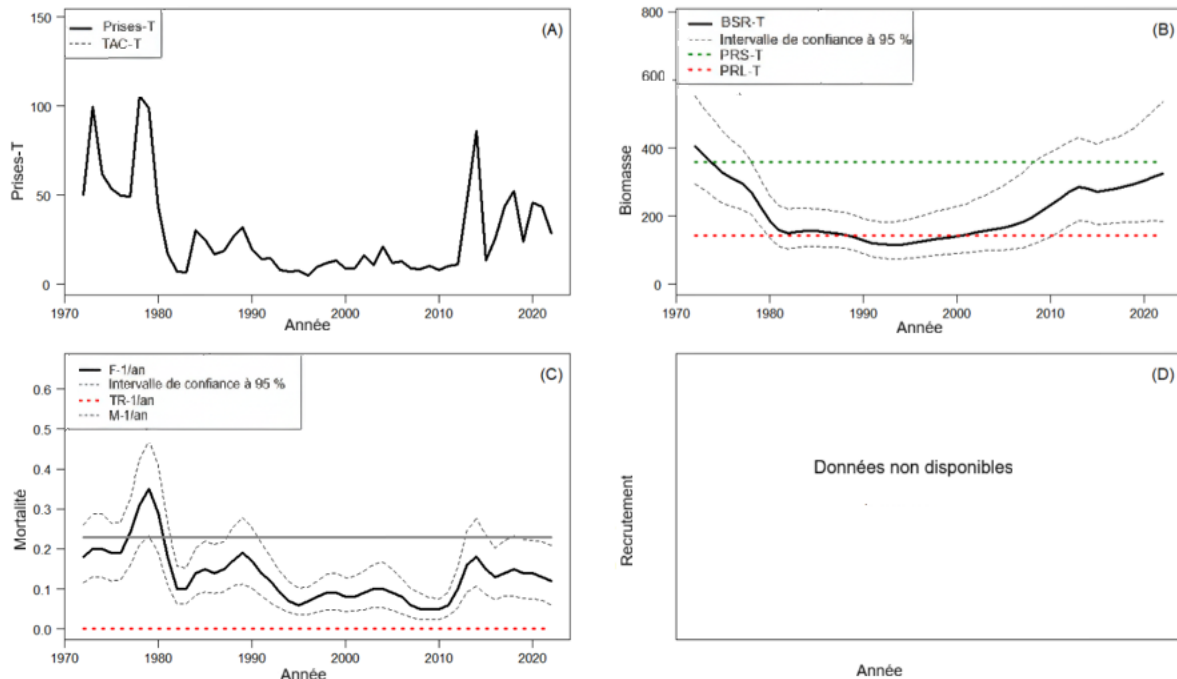 (A)
Prises-T
TAC-T
150
100
50
0
Prises-T
1970 1980 1990 2000 2010 2020
Année
(B)
BSR-T
Intervalle de confiance à 95 %
PRS-T
PRL-T
800
600
400
200
0
Biomasse
1970 1980 1990 2000 2010 2020
Année
(C)
F-1/an
Intervalle de confiance à 95 %
TR-1/an
M-1/an
0.6
0.5
0.4
0.3
0.2
0.1
0.0
Mortalité
1970 1980 1990 2000 2010 2020
Année
(D)
Données non disponibles
Recrutement
Année